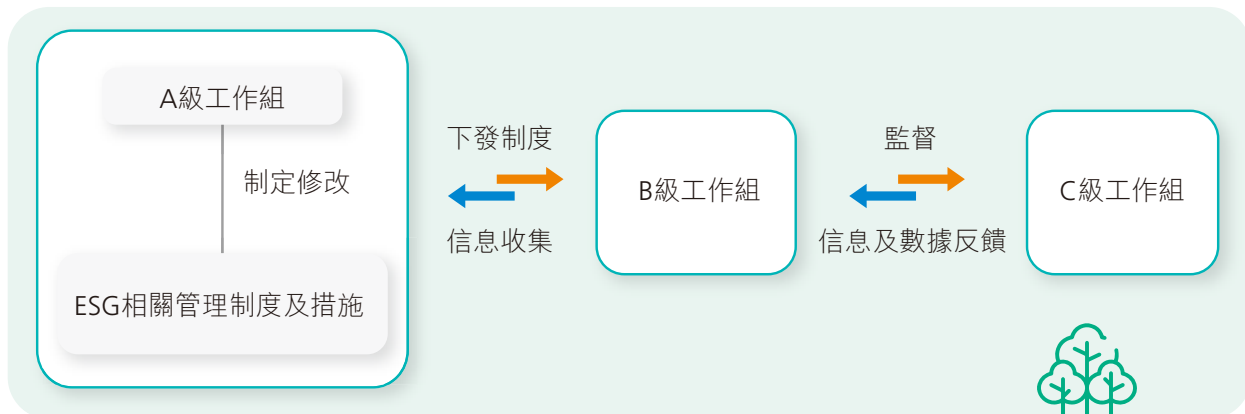 A級工作組
制定修改
ESG相關管理制度及措施
下發制度
信息收集
B級工作組
監督
信息及數據反饋
C級工作組